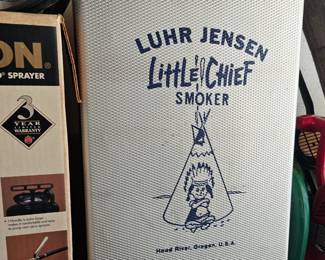 ON
® SPRAYER
3
YEAR
WARRANTY
LUHR JENSEN
LittLE CHIEF
SMOKER
Hood River, Oregon, U.S.A.